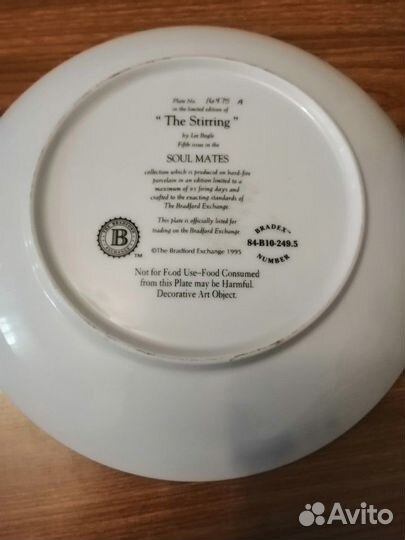 Plate No. A
in the limited edition of
"The Stirring"
by Lee Bogle
Fifth issue in the
SOUL MATES
collection which is produced on hard-fire
porcelain in an edition limited to a
maximum of 95 firing days and
crafted to the exacting standards of
The Bradford Exchange.
This plate is officially listed for
trading on the Bradford Exchange.
B
TM
©The Bradford Exchange 1995
BRADEX™
84-B10-249.5
NUMBER
Not for Food Use–Food Consumed
from this Plate may be Harmful.
Decorative Art Object.
Avito